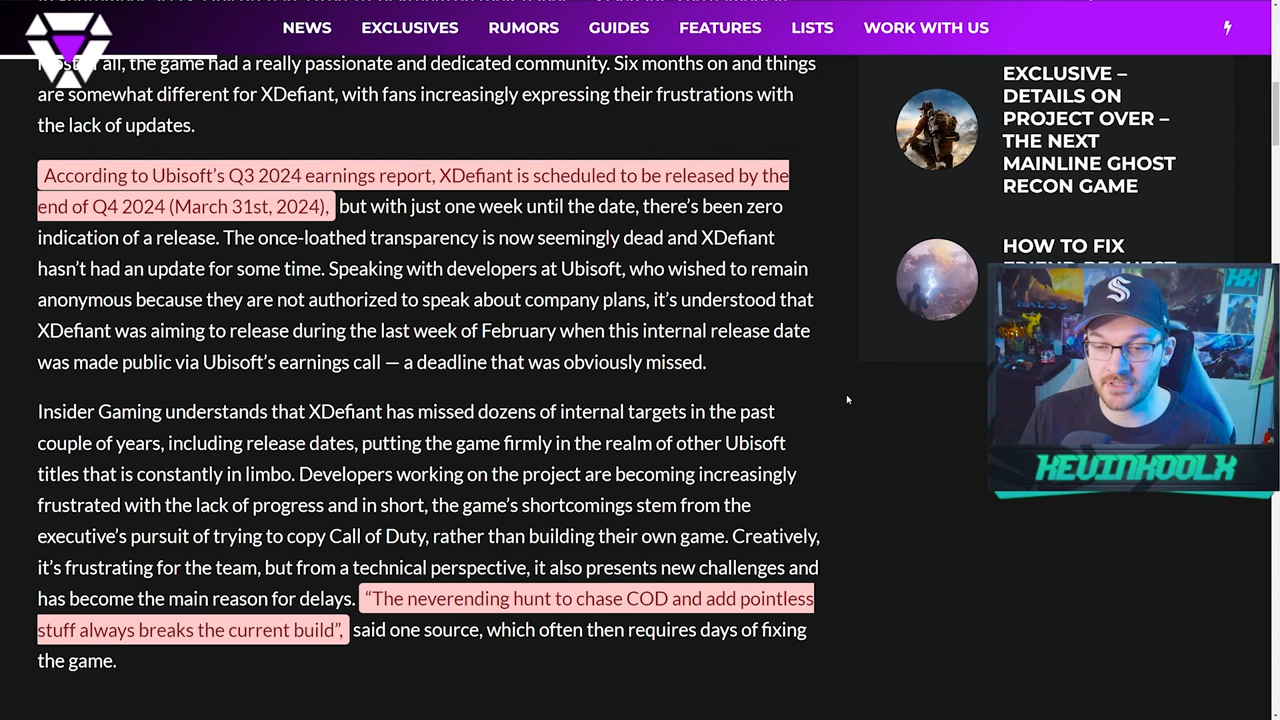 NEWS EXCLUSIVES RUMORS GUIDES FEATURES LISTS WORK WITH US
all, the game had a really passionate and dedicated community. Six months on and things
are somewhat different for XDefiant, with fans increasingly expressing their frustrations with
the lack of updates.
According to Ubisoft’s Q3 2024 earnings report, XDefiant is scheduled to be released by the
end of Q4 2024 (March 31st, 2024), but with just one week until the date, there’s been zero
indication of a release. The once-loathed transparency is now seemingly dead and XDefiant
hasn’t had an update for some time. Speaking with developers at Ubisoft, who wished to remain
anonymous because they are not authorized to speak about company plans, it’s understood that
XDefiant was aiming to release during the last week of February when this internal release date
was made public via Ubisoft’s earnings call — a deadline that was obviously missed.
Insider Gaming understands that XDefiant has missed dozens of internal targets in the past
couple of years, including release dates, putting the game firmly in the realm of other Ubisoft
titles that is constantly in limbo. Developers working on the project are becoming increasingly
frustrated with the lack of progress and in short, the game’s shortcomings stem from the
executive’s pursuit of trying to copy Call of Duty, rather than building their own game. Creatively,
it’s frustrating for the team, but from a technical perspective, it also presents new challenges and
has become the main reason for delays. “The neverending hunt to chase COD and add pointless
stuff always breaks the current build”, said one source, which often then requires days of fixing
the game.
EXCLUSIVE –
DETAILS ON
PROJECT OVER –
THE NEXT
MAINLINE GHOST
RECON GAME
HOW TO FIX
KEVINKOOLX